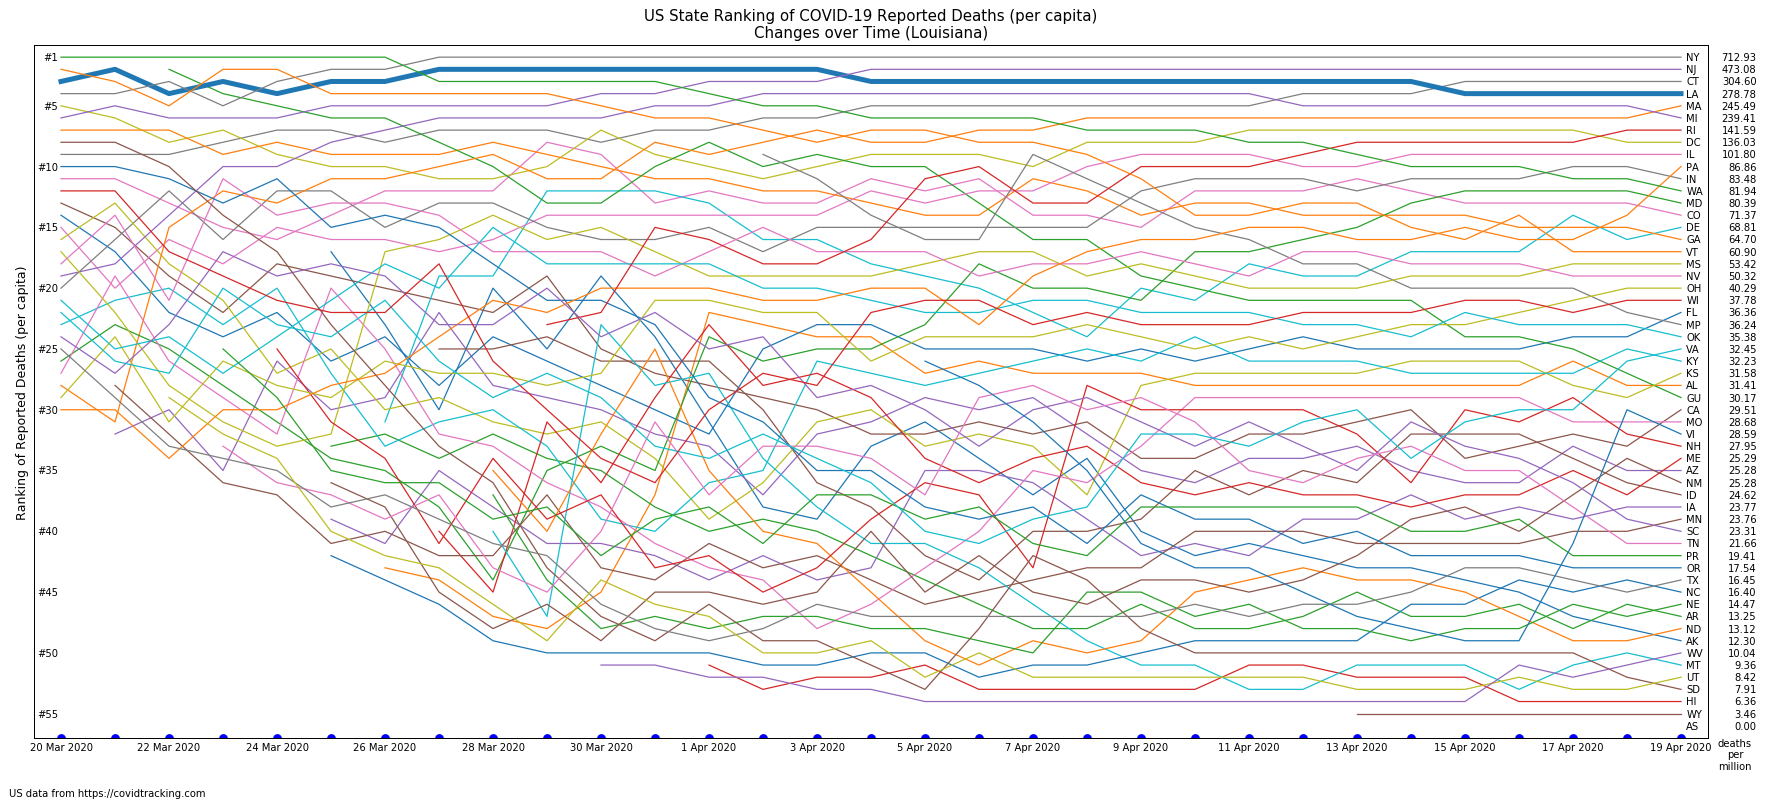 US State Ranking of COVID-19 Reported Deaths (per capita)
Changes over Time (Louisiana)
Ranking of Reported Deaths (per capita)
#1
#5
#10
#15
#20
#25
#30
#35
#40
#45
#50
#55
NY 712.93
NJ 473.08
CT 304.60
LA 278.78
MA 245.49
MI 239.41
RI 141.59
DC 136.03
IL 101.80
PA 86.86
IN 83.48
WA 81.94
MD 80.39
CO 71.37
DE 68.81
GA 64.70
VT 60.90
MS 53.42
NV 50.32
OH 40.29
WI 37.78
FL 36.36
MP 36.24
OK 35.38
VA 32.45
KY 32.23
KS 31.58
AL 31.41
GU 30.17
CA 29.51
MO 28.68
VI 28.59
NH 27.95
ME 25.29
AZ 25.28
NM 25.28
ID 24.62
IA 23.77
MN 23.76
SC 23.31
TN 21.66
PR 19.41
OR 17.54
TX 16.45
NC 16.40
NE 14.47
AR 13.25
ND 13.12
AK 12.30
WV 10.04
MT 9.36
UT 8.42
SD 7.91
HI 6.36
WY 3.46
AS 0.00
20 Mar 2020 22 Mar 2020 24 Mar 2020 26 Mar 2020 28 Mar 2020 30 Mar 2020 1 Apr 2020 3 Apr 2020 5 Apr 2020 7 Apr 2020 9 Apr 2020 11 Apr 2020 13 Apr 2020 15 Apr 2020 17 Apr 2020 19 Apr 2020
deaths
per
million
US data from https://covidtracking.com